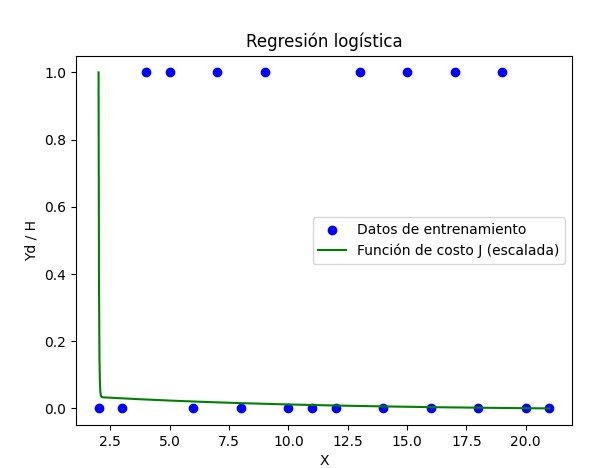 Regresión logística
1.0
0.8
0.6
0.4
0.2
0.0
Yd / H
Datos de entrenamiento
Función de costo J (escalada)
2.5 5.0 7.5 10.0 12.5 15.0 17.5 20.0
X